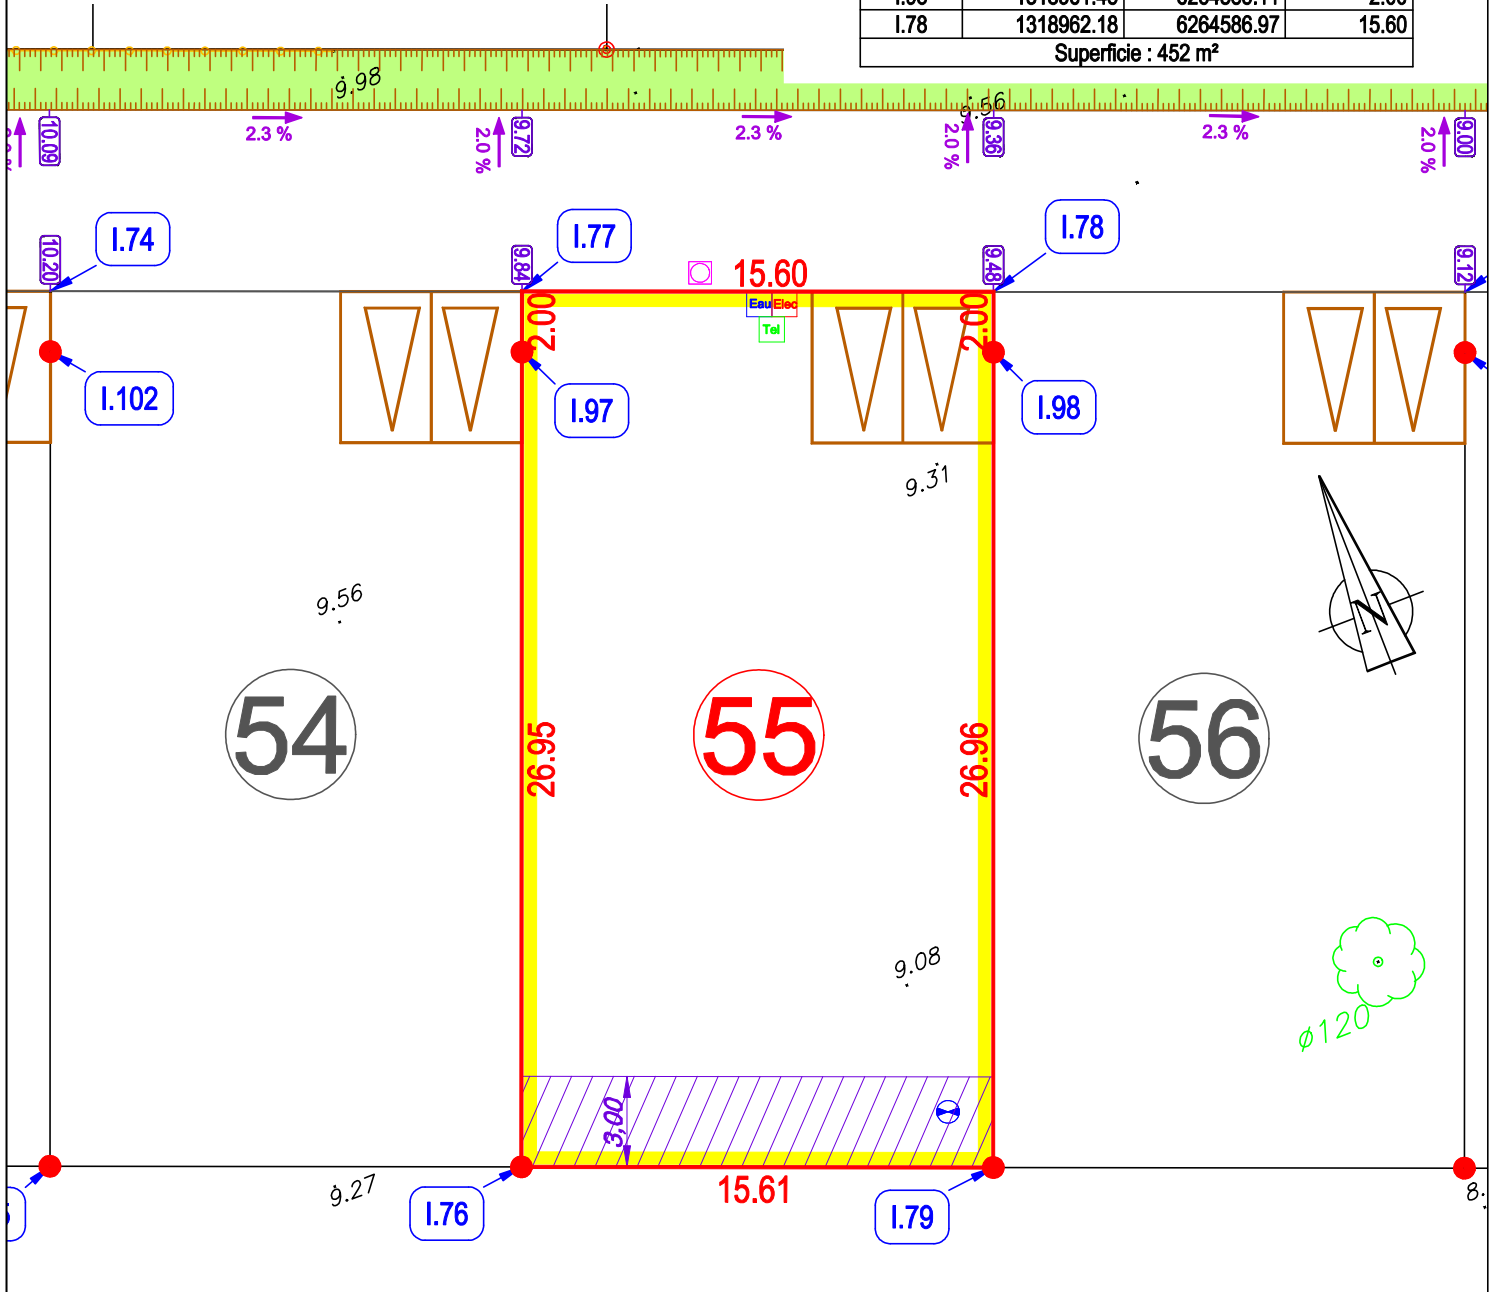 I.78 1318962.18 6264586.97 15.60
Superficie : 452 m²
9.98
9.56
10.09
2.3 %
2.0 %
9.72
2.3 %
2.0 %
9.36
2.3 %
2.0 %
9.00
10.20
I.74
9.84
I.77
15.60
9.48
I.78
9.12
2.00
Eau Elec
Tel
2.00
I.102
I.97
I.98
9.31
9.56
N
54
55
56
26.95
26.96
9.08
ø120
3,00
9.27
I.76
15.61
I.79